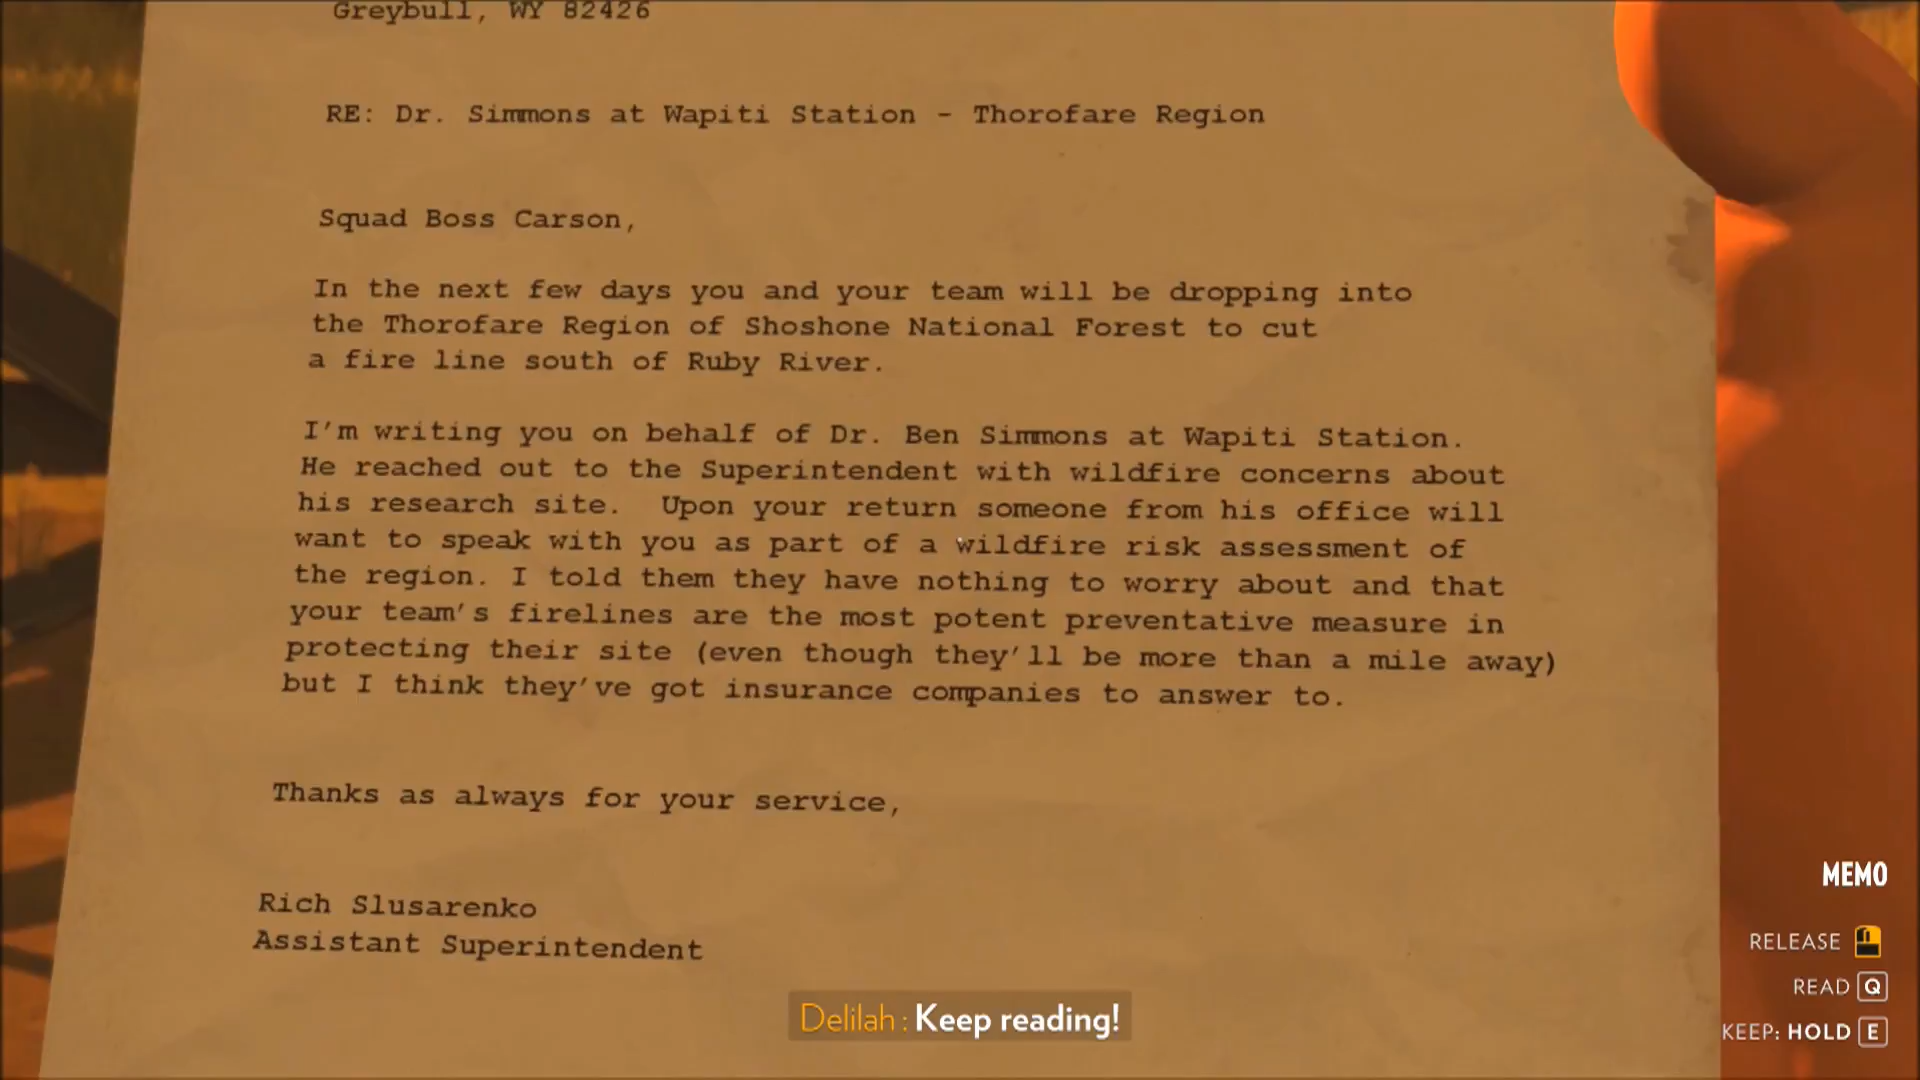 Greybull, WY 82426
RE: Dr. Simmons at Wapiti Station - Thorofare Region
Squad Boss Carson,
In the next few days you and your team will be dropping into
the Thorofare Region of Shoshone National Forest to cut
a fire line south of Ruby River.
I'm writing you on behalf of Dr. Ben Simmons at Wapiti Station.
He reached out to the Superintendent with wildfire concerns about
his research site.  Upon your return someone from his office will
want to speak with you as part of a wildfire risk assessment of
the region. I told them they have nothing to worry about and that
your team's firelines are the most potent preventative measure in
protecting their site (even though they'll be more than a mile away)
but I think they've got insurance companies to answer to.
Thanks as always for your service,
Rich Slusarenko
Assistant Superintendent
MEMO
RELEASE
READ Q
KEEP: HOLD E
Delilah : Keep reading!